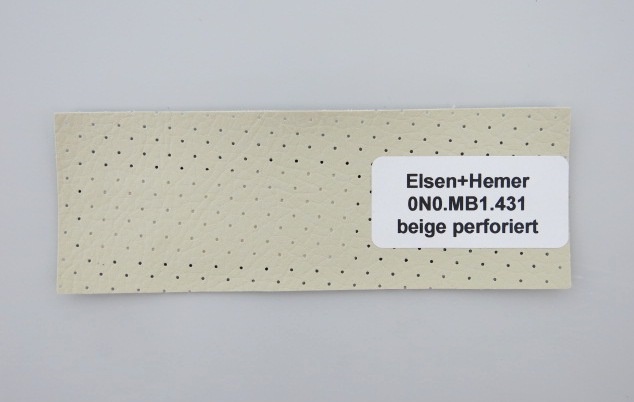 Elsen+Hemer
0N0.MB1.431
beige perforiert